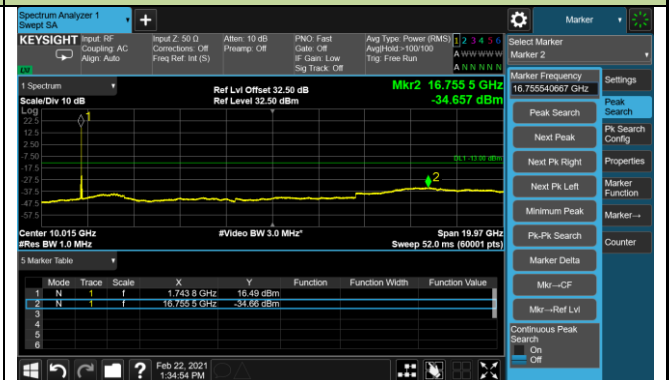 Spectrum Analyzer 1
Swept SA
Marker
KEYSIGHT
Input: RF
Coupling: AC
Align: Auto
Input Z: 50 Ω
Corrections: Off
Freq Ref: Int (S)
Atten: 10 dB
Preamp: Off
PNO: Fast
Gate: Off
IF Gain: Low
Sig Track: Off
Avg Type: Power (RMS)
Avg|Hold:>100/100
Trig: Free Run
1 2 3 4 5 6
A W W W W W
A N N N N N
Select Marker
Marker 2
1 Spectrum
Scale/Div 10 dB
Ref Lvl Offset 32.50 dB
Ref Level 32.50 dBm
Mkr2 16.755 5 GHz
-34.657 dBm
Log
22.5
12.5
2.50
-7.50
-17.5
-27.5
-37.5
-47.5
-57.5
1
DL1 -13.00 dBm
2
Center 10.015 GHz
#Res BW 1.0 MHz
#Video BW 3.0 MHz*
Span 19.97 GHz
Sweep 52.0 ms (60001 pts)
5 Marker Table
Mode Trace Scale X Y Function Function Width Function Value
1 N 1 f 1.743 8 GHz 16.49 dBm
2 N 1 f 16.755 5 GHz -34.66 dBm
3
4
5
6
Marker Frequency
16.755540667 GHz
Peak Search
Next Peak
Next Pk Right
Next Pk Left
Minimum Peak
Pk-Pk Search
Marker Delta
Mkr→CF
Mkr→Ref Lvl
Continuous Peak
Search
On
Off
Settings
Peak
Search
Pk Search
Config
Properties
Marker
Function
Marker→
Counter
Feb 22, 2021
1:34:54 PM